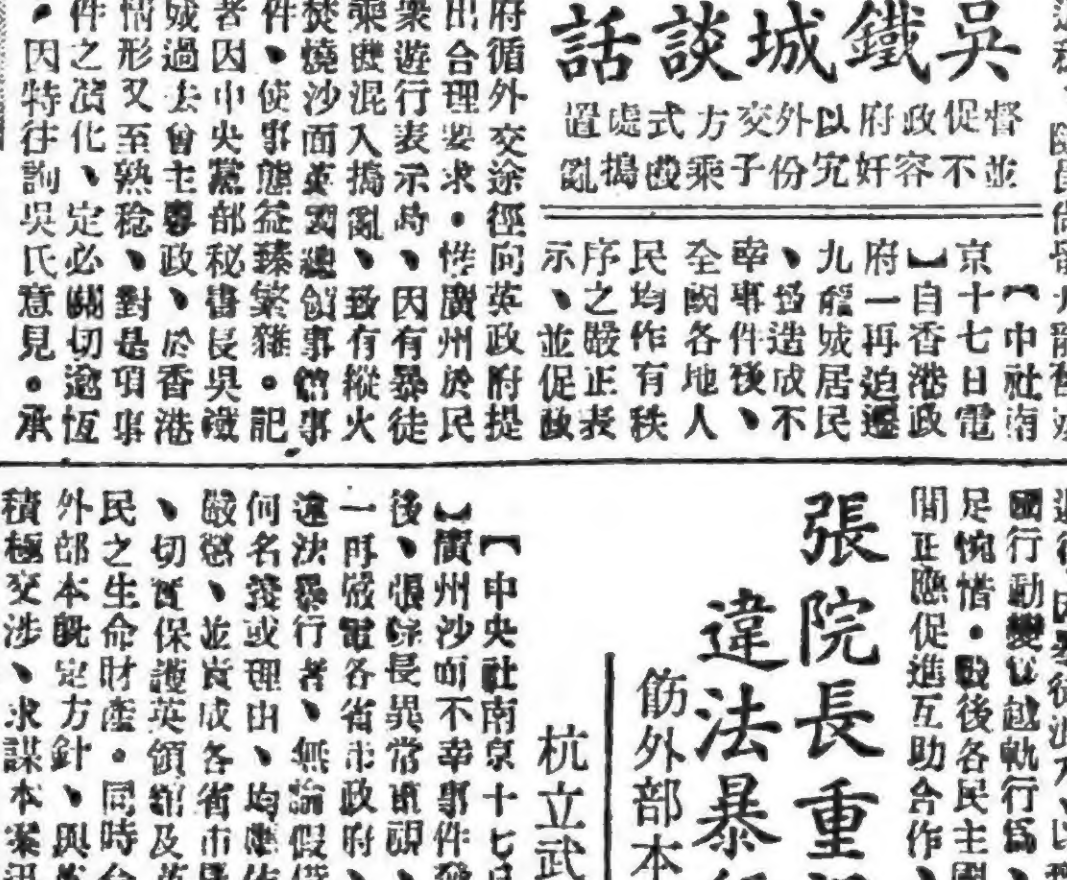 吳鐵城談話
督促政府以外交方式處置
並不容奸宄份子乘機搗亂
【中社南
京十七日電
】自香港政
府一再迫遷
九龍城居民
、造造成不
幸事件後、
全國各地人
民均作有秩
序之嚴正表
示、並促政
府循外交途徑向英政府提
出合理要求。惟廣州於民
衆遊行表示時、因有暴徒
乘機混入搗亂、致有縱火
焚燒沙面英國總領事館事
件、使事態益臻繁雜。記
者因中央黨部秘書長吳鐵
城過去曾主粵政、於香港
情形又至熟稔、對是項事
件之演化、定必關切逾恆
。因特往詢吳氏意見。承
國行動變以越軌行爲、
足惋惜。戰後各民主國
間正應促進互助合作、
張院長重
違法暴
飭外部本
杭立武
【中央社南京十七日
】廣州沙面不幸事件發
後、張院長異常重視、
一再嚴電各省市政府、
違法暴行者、無論假借
何名義或理由、均應依
嚴懲、並責成各省市
、切實保護英領館及英
民之生命財產。同時令
外部本既定方針、與英
積極交涉、求謀本案